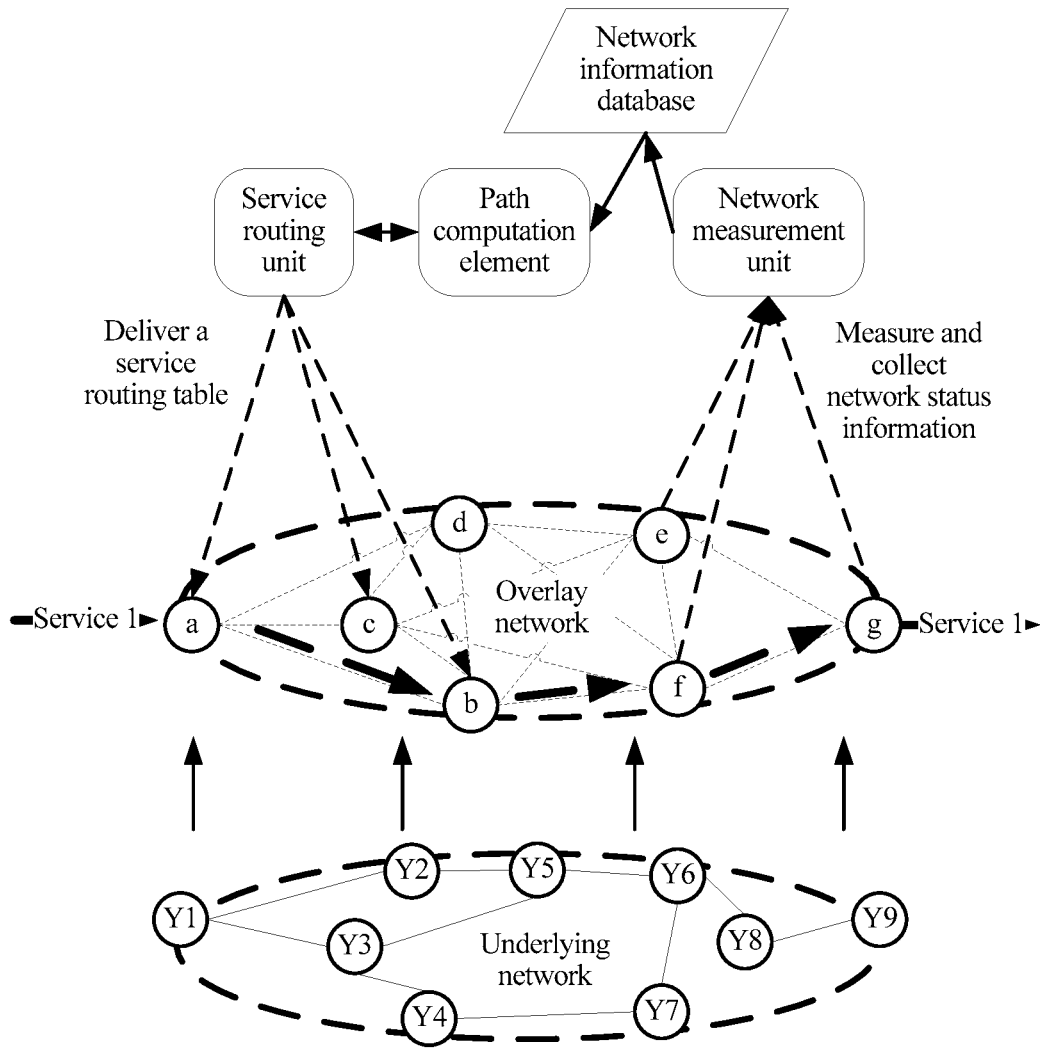 Network
information
database
Service
routing
unit
Path
computation
element
Network
measurement
unit
Deliver a
service
routing table
Measure and
collect
network status
information
d
e
Overlay
network
Service 1
a
c
g
Service 1
b
f
Y2
Y5
Y6
Y1
Y9
Y3
Y8
Underlying
network
Y4
Y7